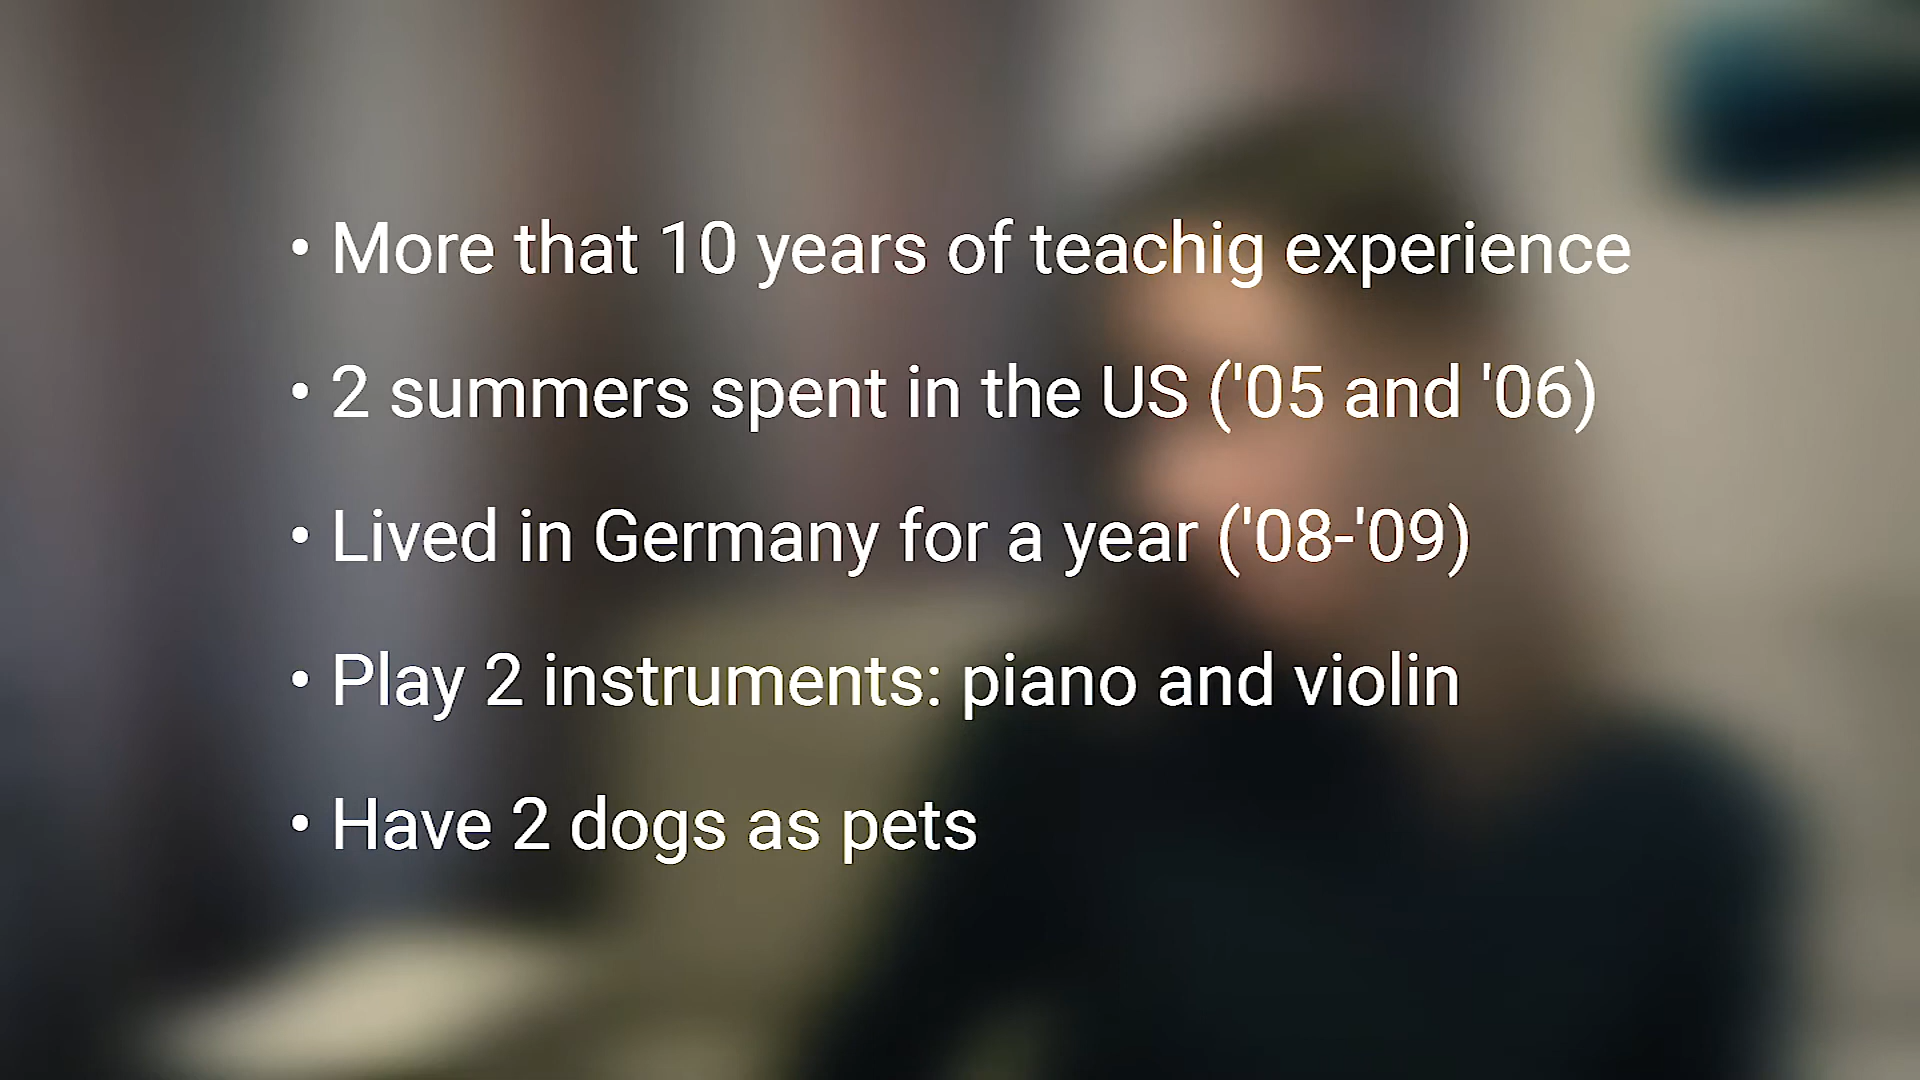 • More that 10 years of teachig experience
• 2 summers spent in the US ('05 and '06)
• Lived in Germany for a year ('08-'09)
• Play 2 instruments: piano and violin
• Have 2 dogs as pets